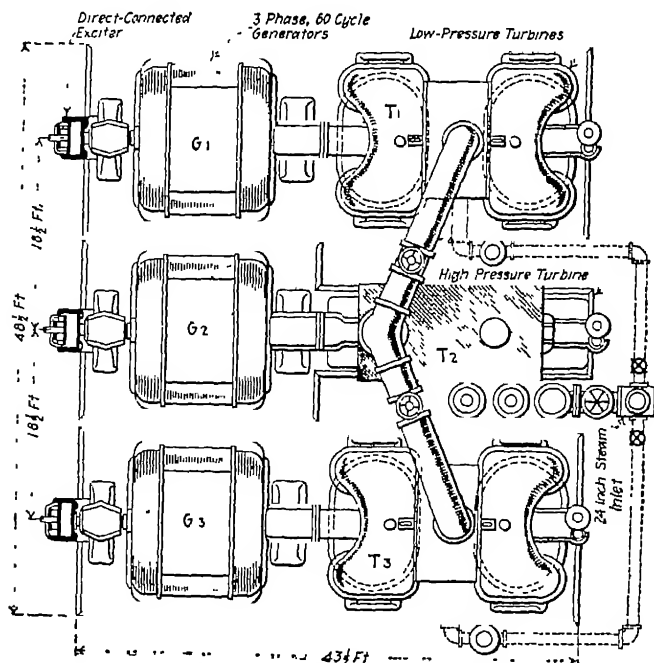 Direct-Connected
Exciter
3 Phase, 60 Cycle
Generators
Low-Pressure Turbines
T1
G1
18½ Ft.
High Pressure Turbine
48½ Ft
G2
T2
18½ Ft
24 inch Steam
Inlet
G3
T3
43½ Ft